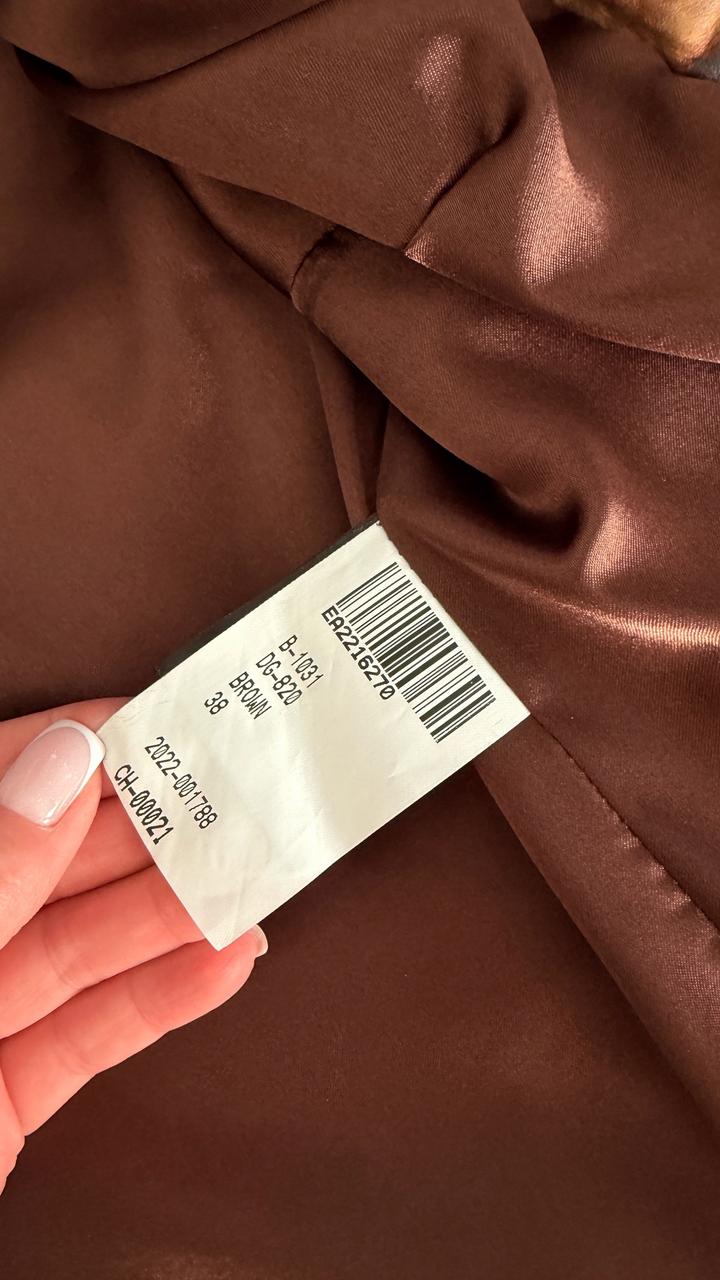 EA2216270
B-1031
DG-820
BROWN
38
2022-001788
CH-00021